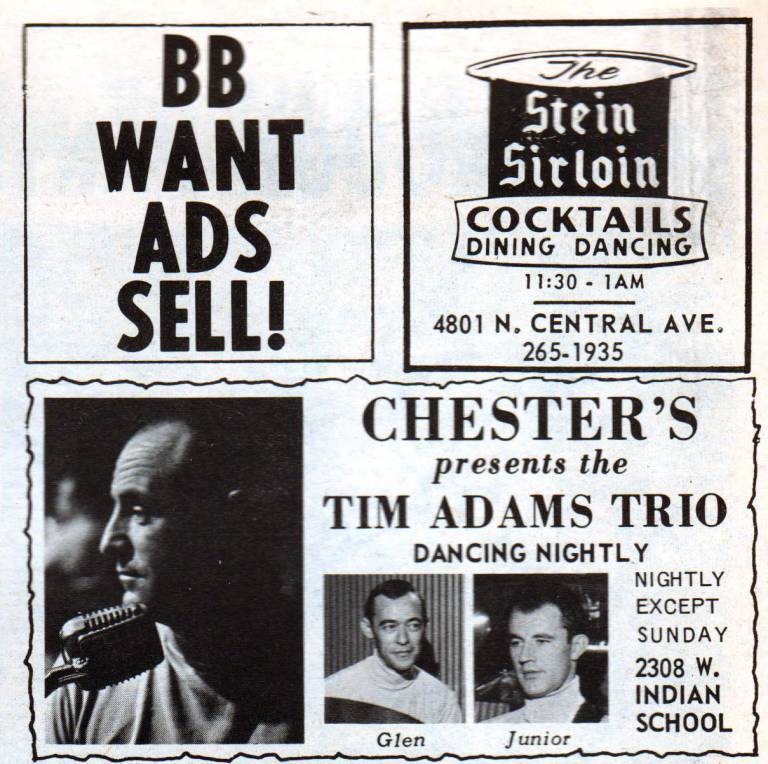 BB
WANT
ADS
SELL!
The
Stein
Sirloin
COCKTAILS
DINING DANCING
11:30 - 1AM
4801 N. CENTRAL AVE.
265-1935
CHESTER'S
presents the
TIM ADAMS TRIO
DANCING NIGHTLY
NIGHTLY
EXCEPT
SUNDAY
2308 W.
INDIAN
SCHOOL
Glen
Junior